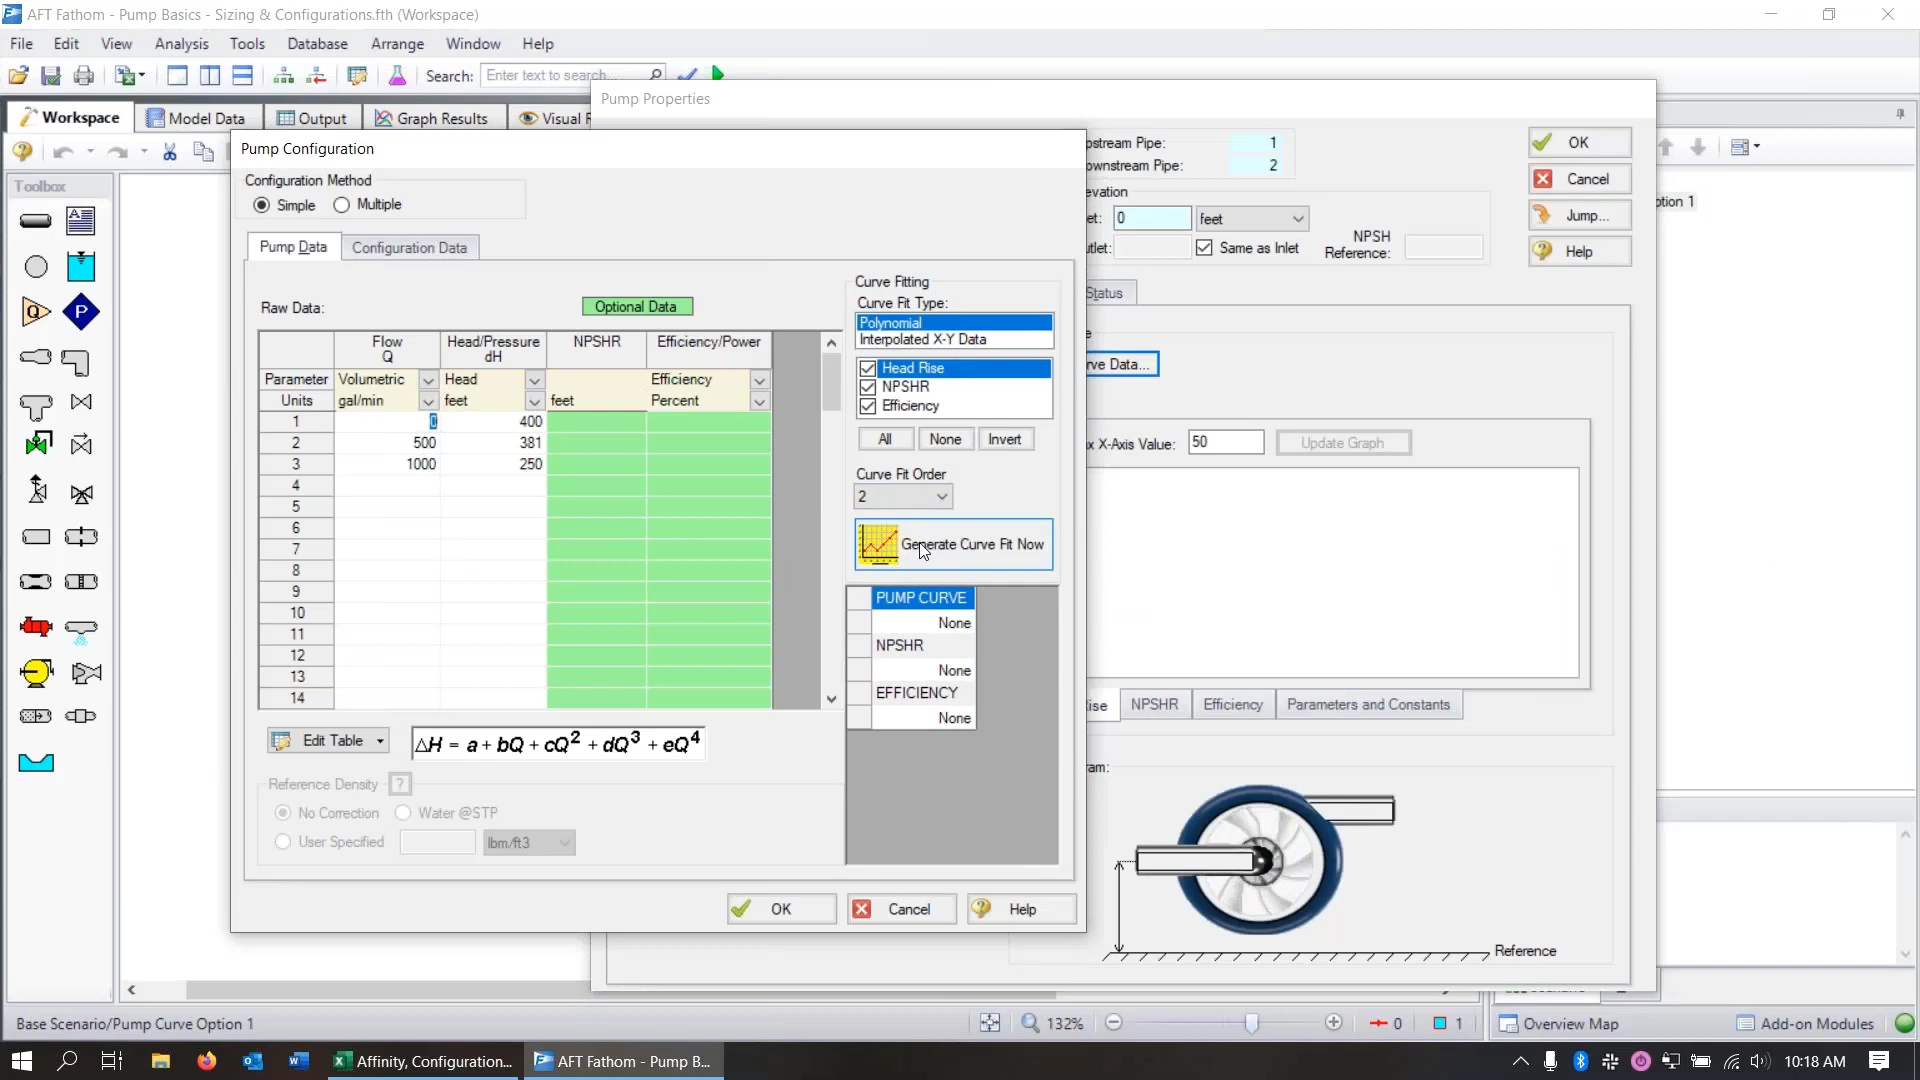 AFT Fathom - Pump Basics - Sizing & Configurations.fth (Workspace)
File Edit View Analysis Tools Database Arrange Window Help
Search: Enter text to search...
Pump Properties
Workspace Model Data Output Graph Results Visual R
Pump Configuration
Toolbox
Configuration Method
Simple Multiple
Pump Data Configuration Data
Raw Data: Optional Data
Flow Q Head/Pressure dH NPSHR Efficiency/Power
Parameter Volumetric Head Efficiency
Units gal/min feet feet Percent
1 0 400
2 500 381
3 1000 250
4
5
6
7
8
9
10
11
12
13
14
Edit Table
△H = a + bQ + cQ2 + dQ3 + eQ4
Reference Density ?
No Correction Water @STP
User Specified lbm/ft3
Curve Fitting
Curve Fit Type:
Polynomial
Interpolated X-Y Data
Head Rise
NPSHR
Efficiency
All None Invert
Curve Fit Order
2
Generate Curve Fit Now
PUMP CURVE
None
NPSHR
None
EFFICIENCY
None
OK Cancel Help
pstream Pipe: 1
ownstream Pipe: 2
evation
et: 0 feet
utlet: Same as Inlet NPSH Reference:
OK
Cancel
Jump...
Help
ption 1
Status
e
rve Data...
x X-Axis Value: 50 Update Graph
ise NPSHR Efficiency Parameters and Constants
ram:
Reference
Base Scenario/Pump Curve Option 1 132% 0 1 Overview Map Add-on Modules
Affinity, Configuration... AFT Fathom - Pump B... 10:18 AM